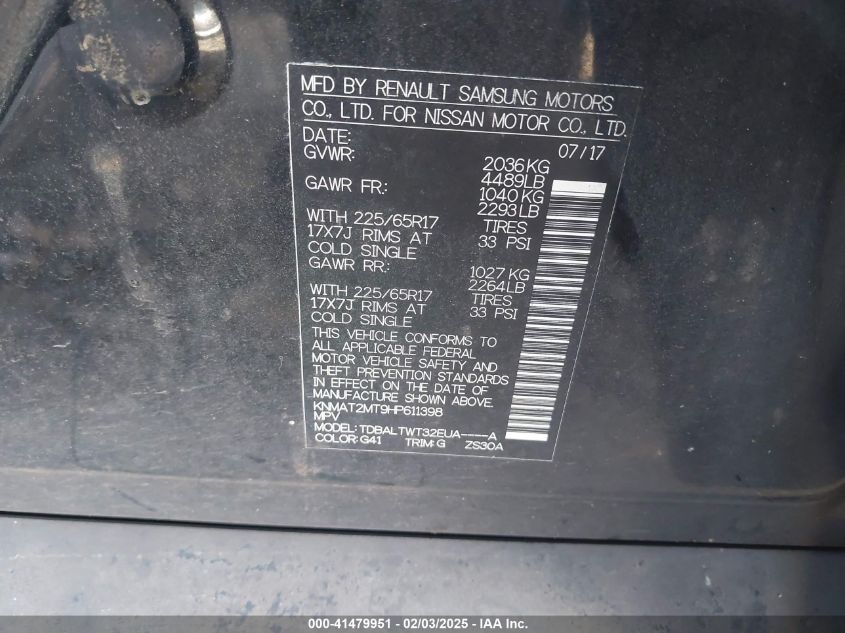 MFD BY RENAULT SAMSUNG MOTORS
CO., LTD. FOR NISSAN MOTOR CO., LTD.
DATE: 07/17
GVWR: 2036KG
4489LB
GAWR FR.: 1040KG
2293LB
WITH 225/65R17 TIRES
17X7J RIMS AT 33 PSI
COLD SINGLE
GAWR RR.: 1027KG
2264LB
WITH 225/65R17 TIRES
17X7J RIMS AT 33 PSI
COLD SINGLE
THIS VEHICLE CONFORMS TO
ALL APPLICABLE FEDERAL
MOTOR VEHICLE SAFETY AND
THEFT PREVENTION STANDARDS
IN EFFECT ON THE DATE OF
MANUFACTURE SHOWN ABOVE.
KNMAT2MT9HP611398
MPV
MODEL: TDBALTWT32EUA----A
COLOR: G41 TRIM: G ZS30A
000-41479951 - 02/03/2025 - IAA Inc.